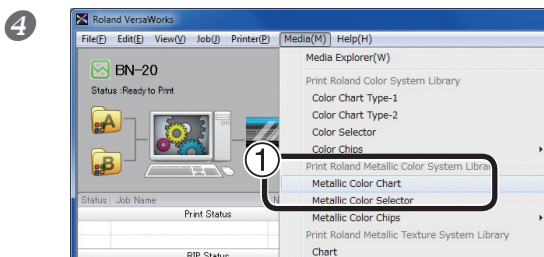 4
Roland VersaWorks
File(F) Edit(E) View(V) Job(J) Printer(P) Media(M) Help(H)
BN-20
Status :Ready to Print
A
B
Status Job Name
Print Status
RIP Status
Media Explorer(W)
Print Roland Color System Library
Color Chart Type-1
Color Chart Type-2
Color Selector
Color Chips
1
Print Roland Metallic Color System
Metallic Color Chart
Metallic Color Selector
Metallic Color Chips
Print Roland Metallic Texture System Library
Chart